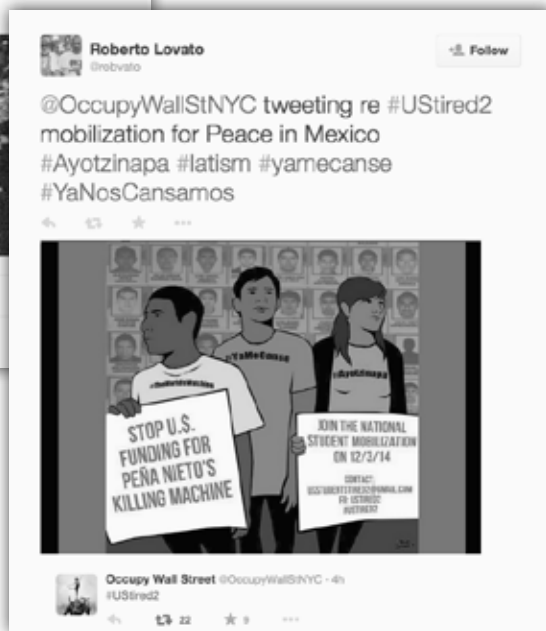 Roberto Lovato
@robvato
Follow
@OccupyWallStNYC tweeting re #UStired2
mobilization for Peace in Mexico
#Ayotzinapa #latism #yamecanse
#YaNosCansamos
#YaMeCanse
#Ayotzinapa
STOP U.S.
FUNDING FOR
PEÑA NIETO'S
KILLING MACHINE
JOIN THE NATIONAL
STUDENT MOBILIZATION
ON 12/3/14
CONTACT:
Occupy Wall Street @OccupyWallStNYC · 4h
#UStired2
22
9